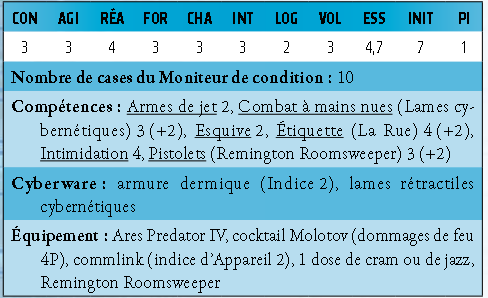 CON AGI RÉA FOR CHA INT LOG VOL ESS INIT PI
3 3 4 3 3 3 2 3 4,7 7 1
Nombre de cases du Moniteur de condition : 10
Compétences : Armes de jet 2, Combat à mains nues (Lames cy-
bernétiques) 3 (+2), Esquive 2, Étiquette (La Rue) 4 (+2),
Intimidation 4, Pistolets (Remington Roomsweeper) 3 (+2)
Cyberware : armure dermique (Indice 2), lames rétractiles
cybernétiques
Équipement : Ares Predator IV, cocktail Molotov (dommages de feu
4P), commlink (indice d'Appareil 2), 1 dose de cram ou de jazz,
Remington Roomsweeper